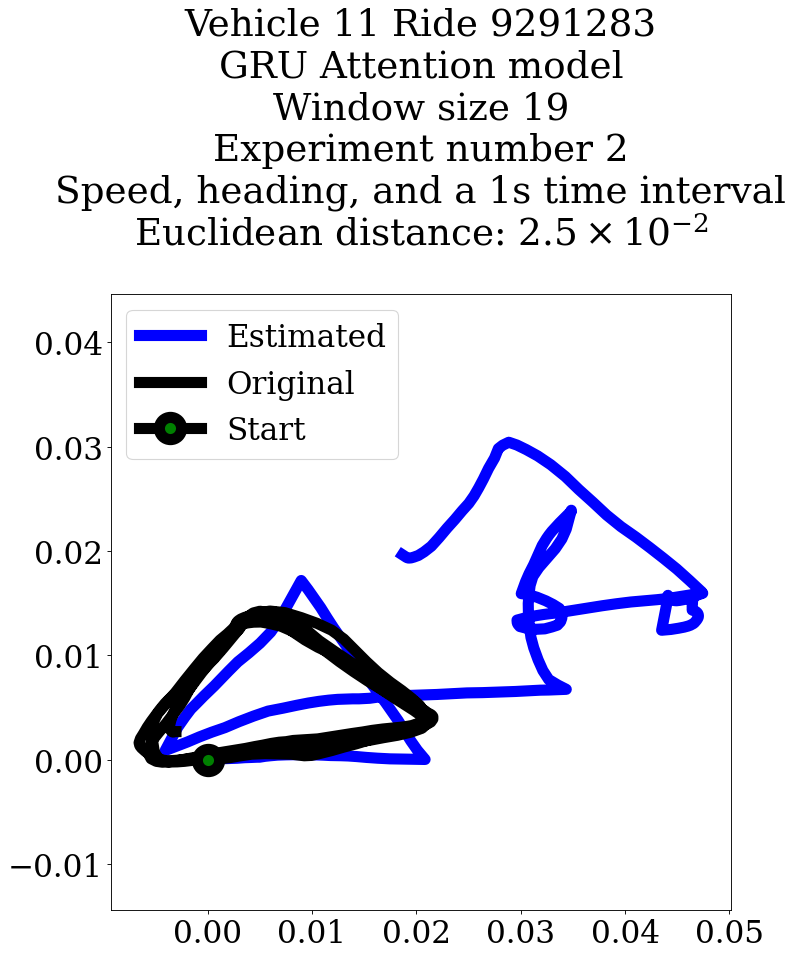 Vehicle 11 Ride 9291283
GRU Attention model
Window size 19
Experiment number 2
Speed, heading, and a 1s time interval
Euclidean distance: 2.5 × 10⁻²
Estimated
Original
Start
0.04
0.03
0.02
0.01
0.00
−0.01
0.00 0.01 0.02 0.03 0.04 0.05